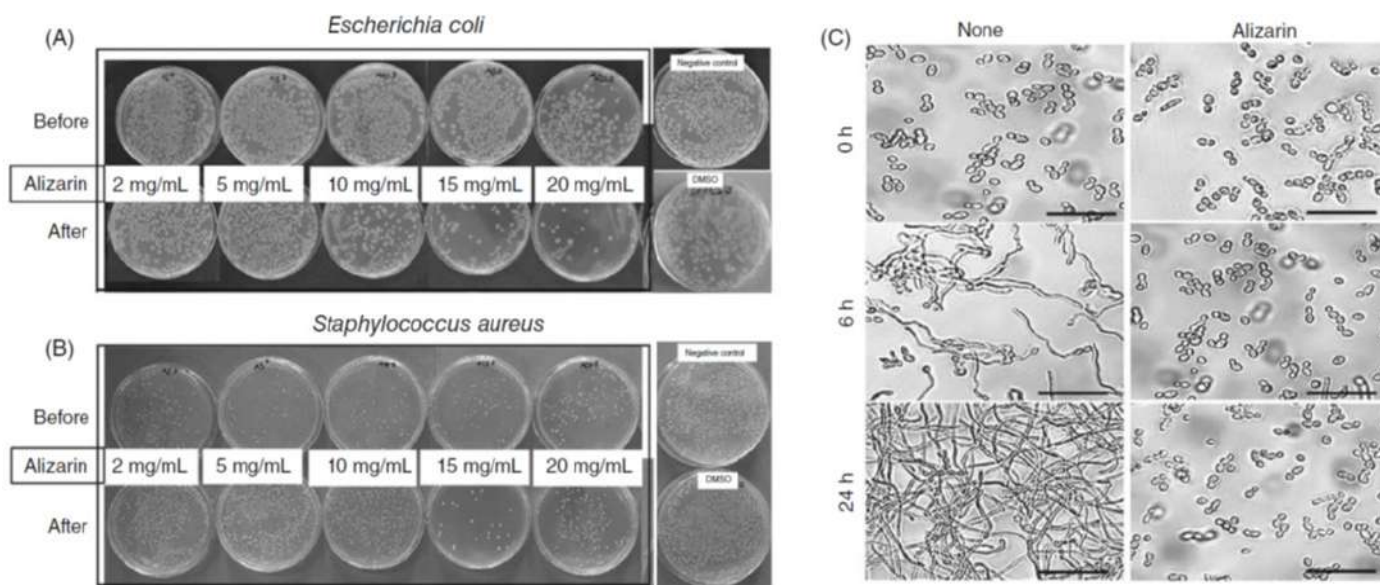 (A)
Escherichia coli
Before
Negative control
Alizarin
2 mg/mL
5 mg/mL
10 mg/mL
15 mg/mL
20 mg/mL
After
DMSO
(B)
Staphylococcus aureus
Before
Negative control
Alizarin
2 mg/mL
5 mg/mL
10 mg/mL
15 mg/mL
20 mg/mL
After
DMSO
(C)
None
Alizarin
0 h
6 h
24 h